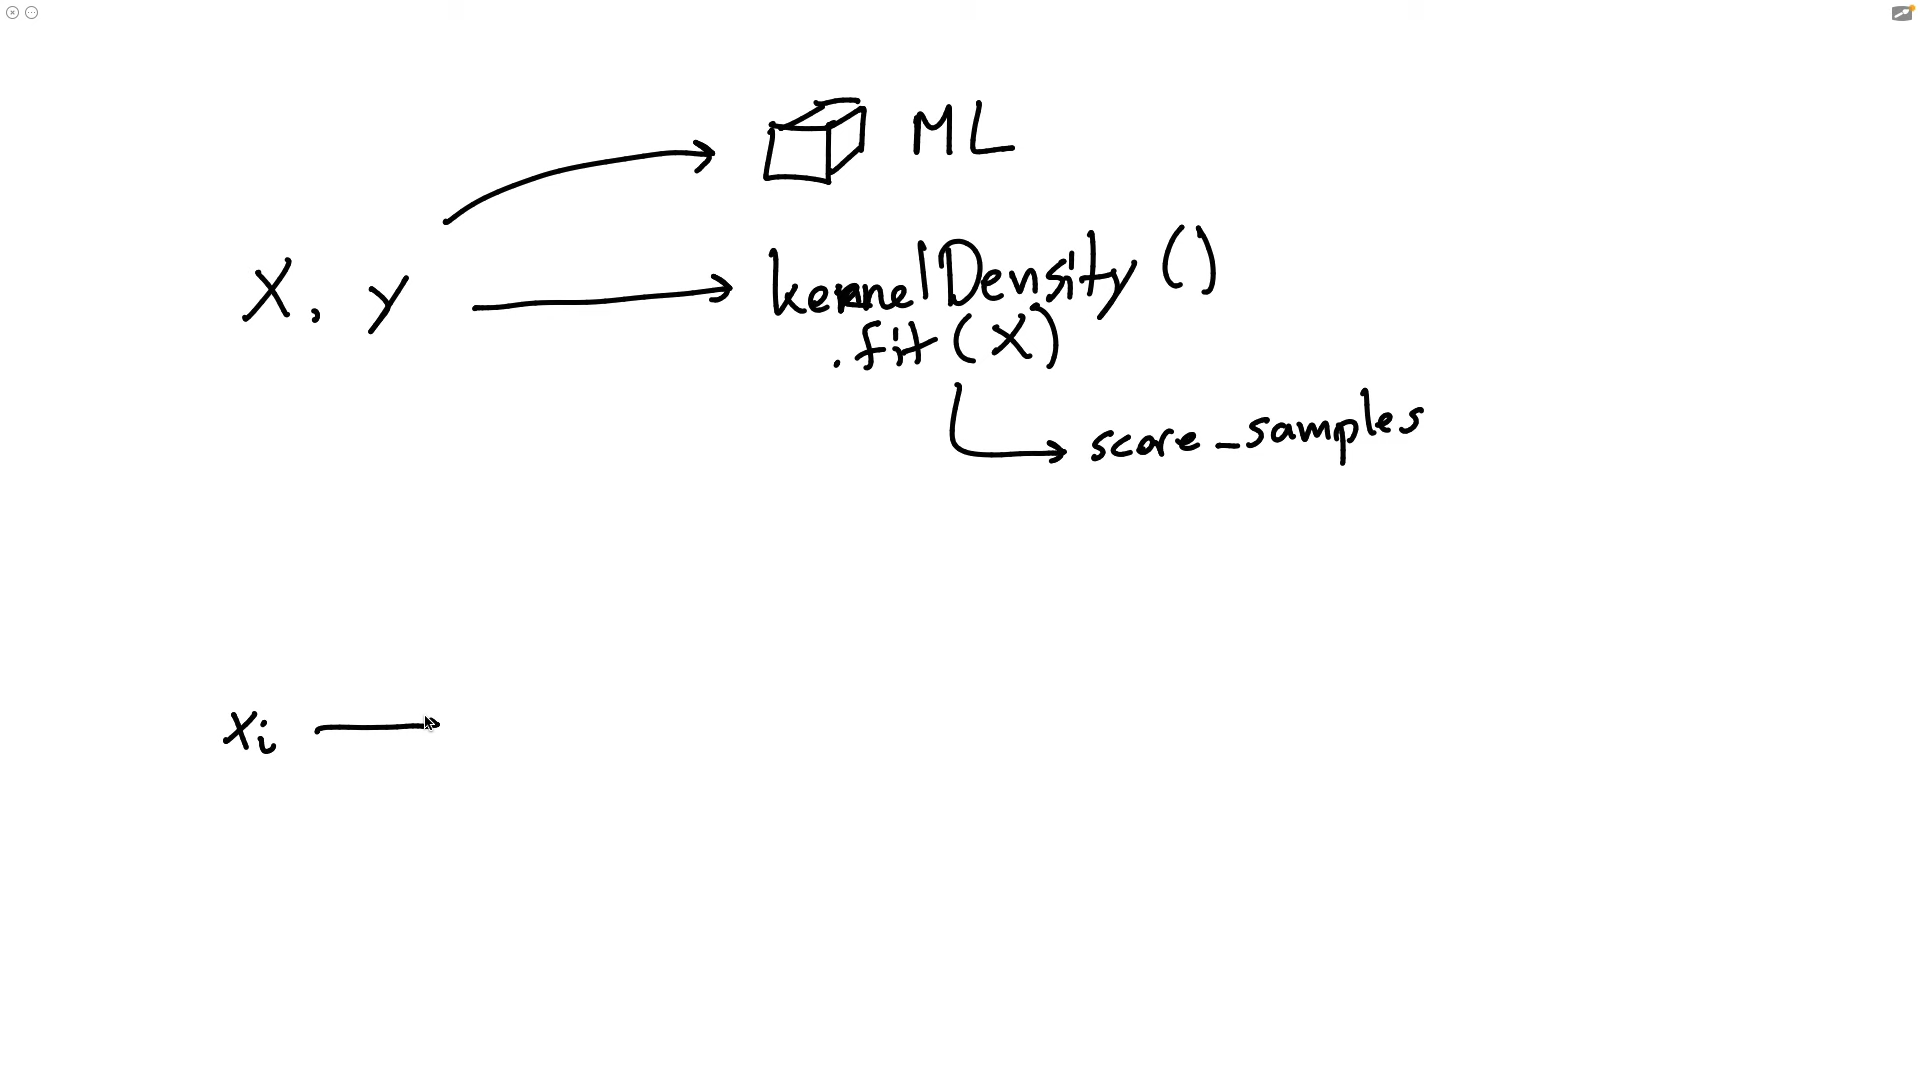 ML
X, y
kernelDensity ()
.fit (X)
score_samples
xi